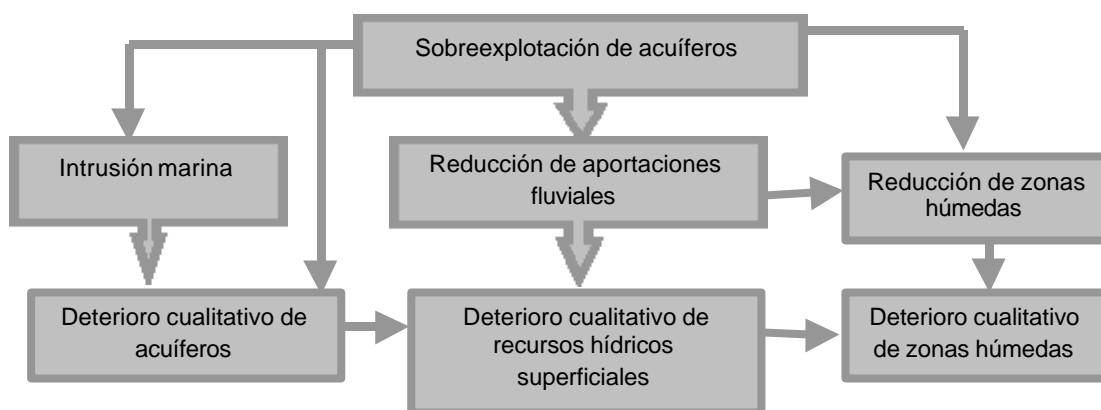 Sobreexplotación de acuíferos
Intrusión marina
Reducción de aportaciones
fluviales
Reducción de zonas
húmedas
Deterioro cualitativo de
acuíferos
Deterioro cualitativo de
recursos hídricos
superficiales
Deterioro cualitativo
de zonas húmedas